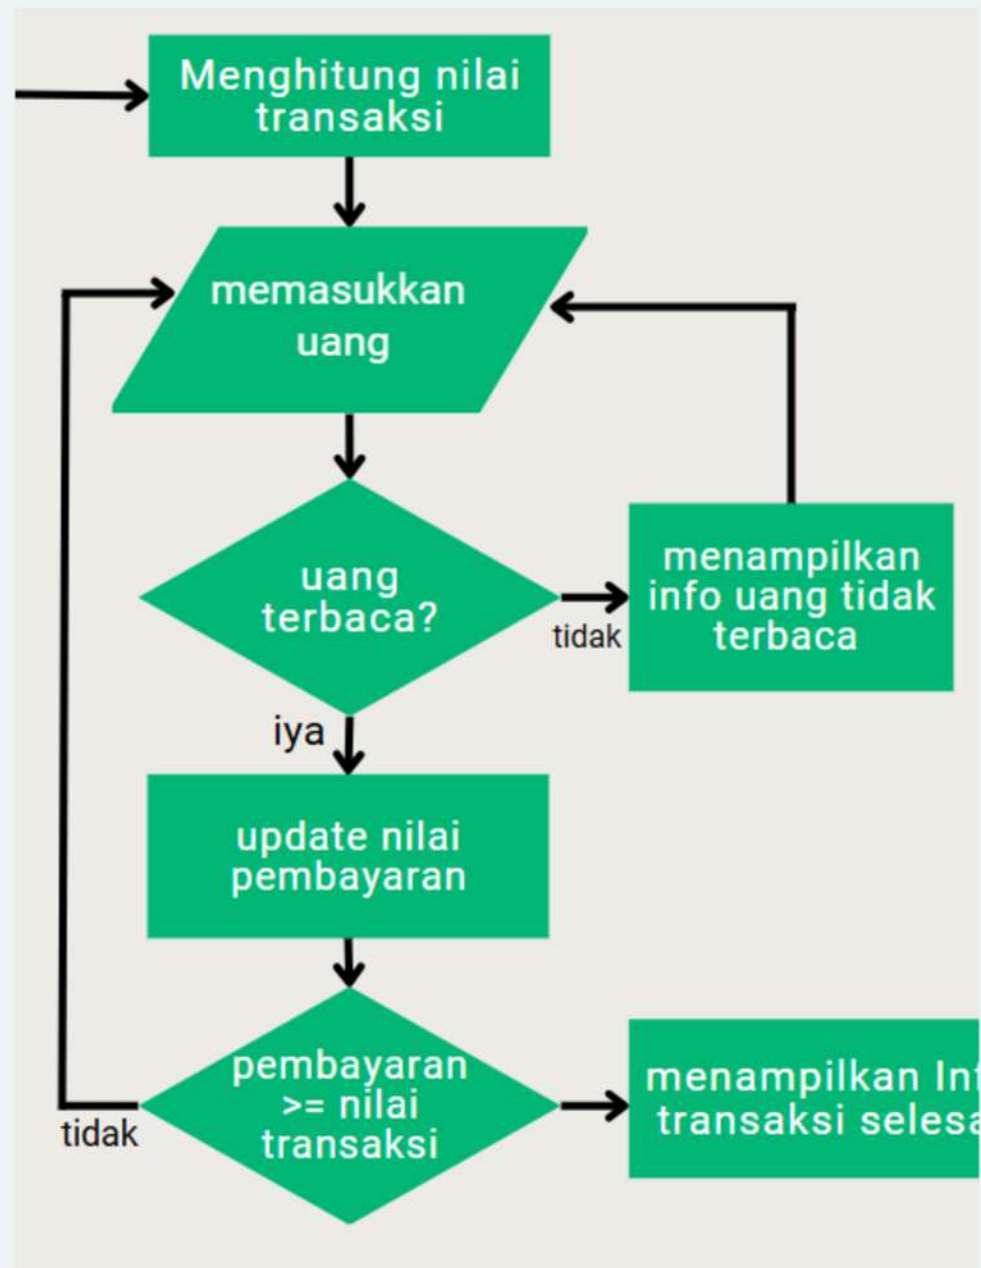 Menghitung nilai
transaksi
memasukkan
uang
uang
terbaca?
tidak
menampilkan
info uang tidak
terbaca
iya
update nilai
pembayaran
pembayaran
>= nilai
transaksi
tidak
menampilkan
transaksi